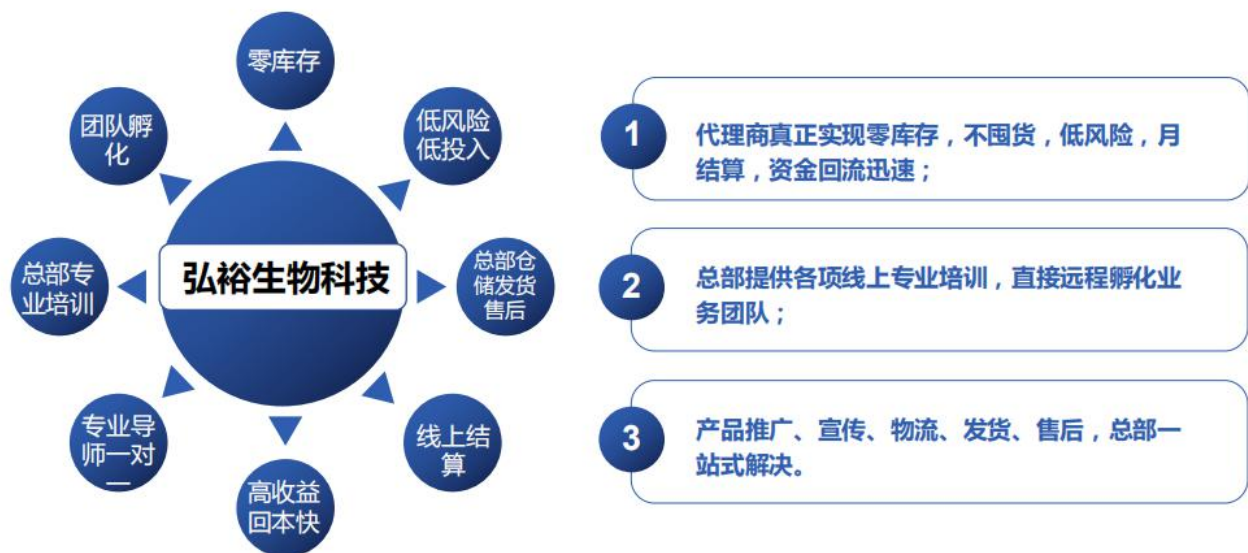 零库存
低风险
低投入
总部仓
储发货
售后
线上结
算
高收益
回本快
专业导
师一对
一
总部专
业培训
团队孵
化
弘裕生物科技
1
代理商真正实现零库存，不囤货，低风险，月
结算，资金回流迅速；
2
总部提供各项线上专业培训，直接远程孵化业
务团队；
3
产品推广、宣传、物流、发货、售后，总部一
站式解决。